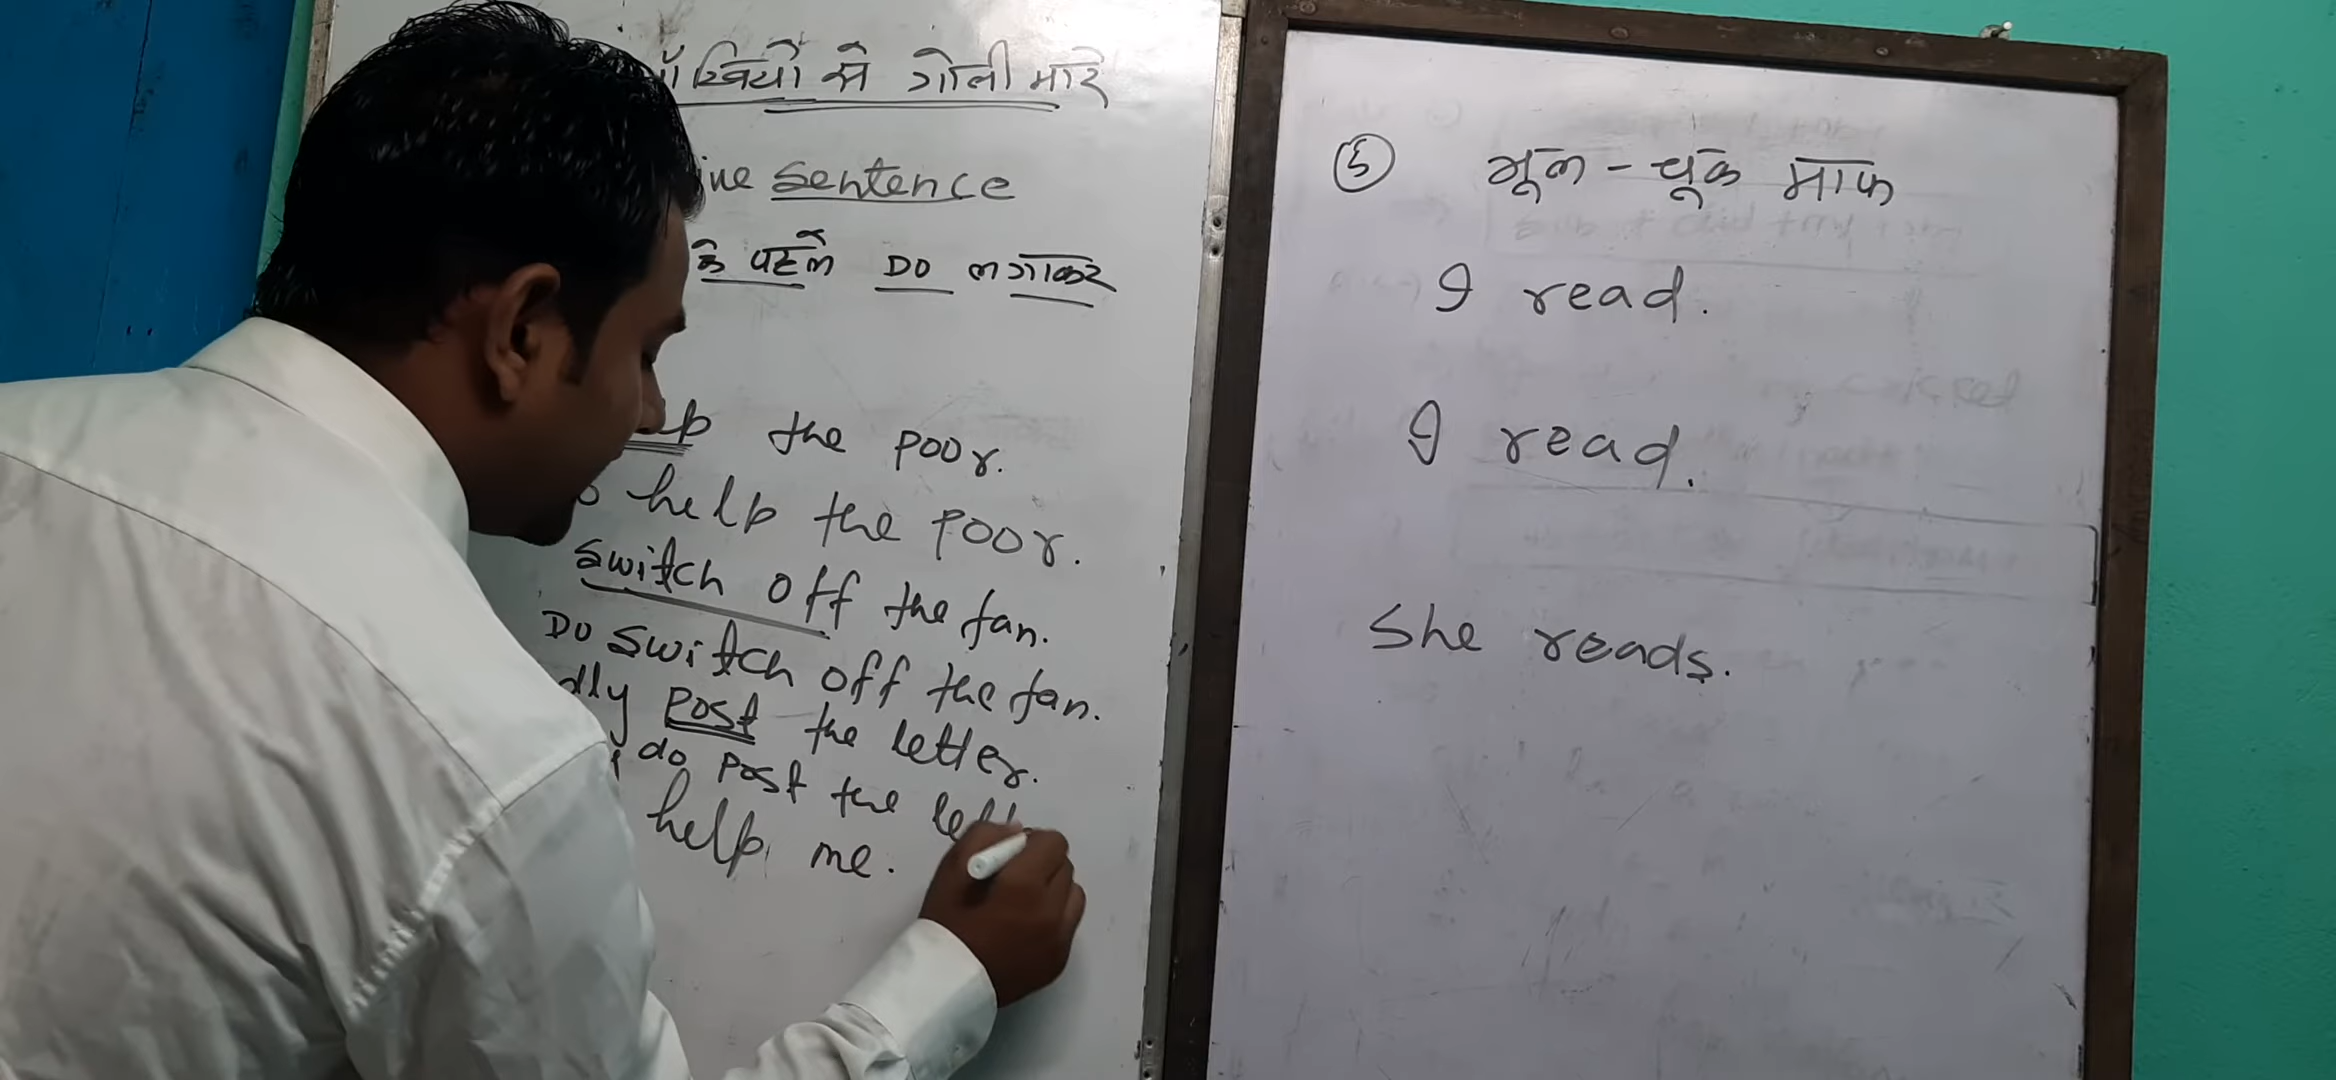 खियों से गोली मारे
ive sentence
के पहले DO लगाकर
the poor.
help the poor.
switch off the fan.
DO switch off the fan.
dly post the letter.
do post the lett
help me.
5 भूल - चूक माफ
I read.
I read.
She reads.